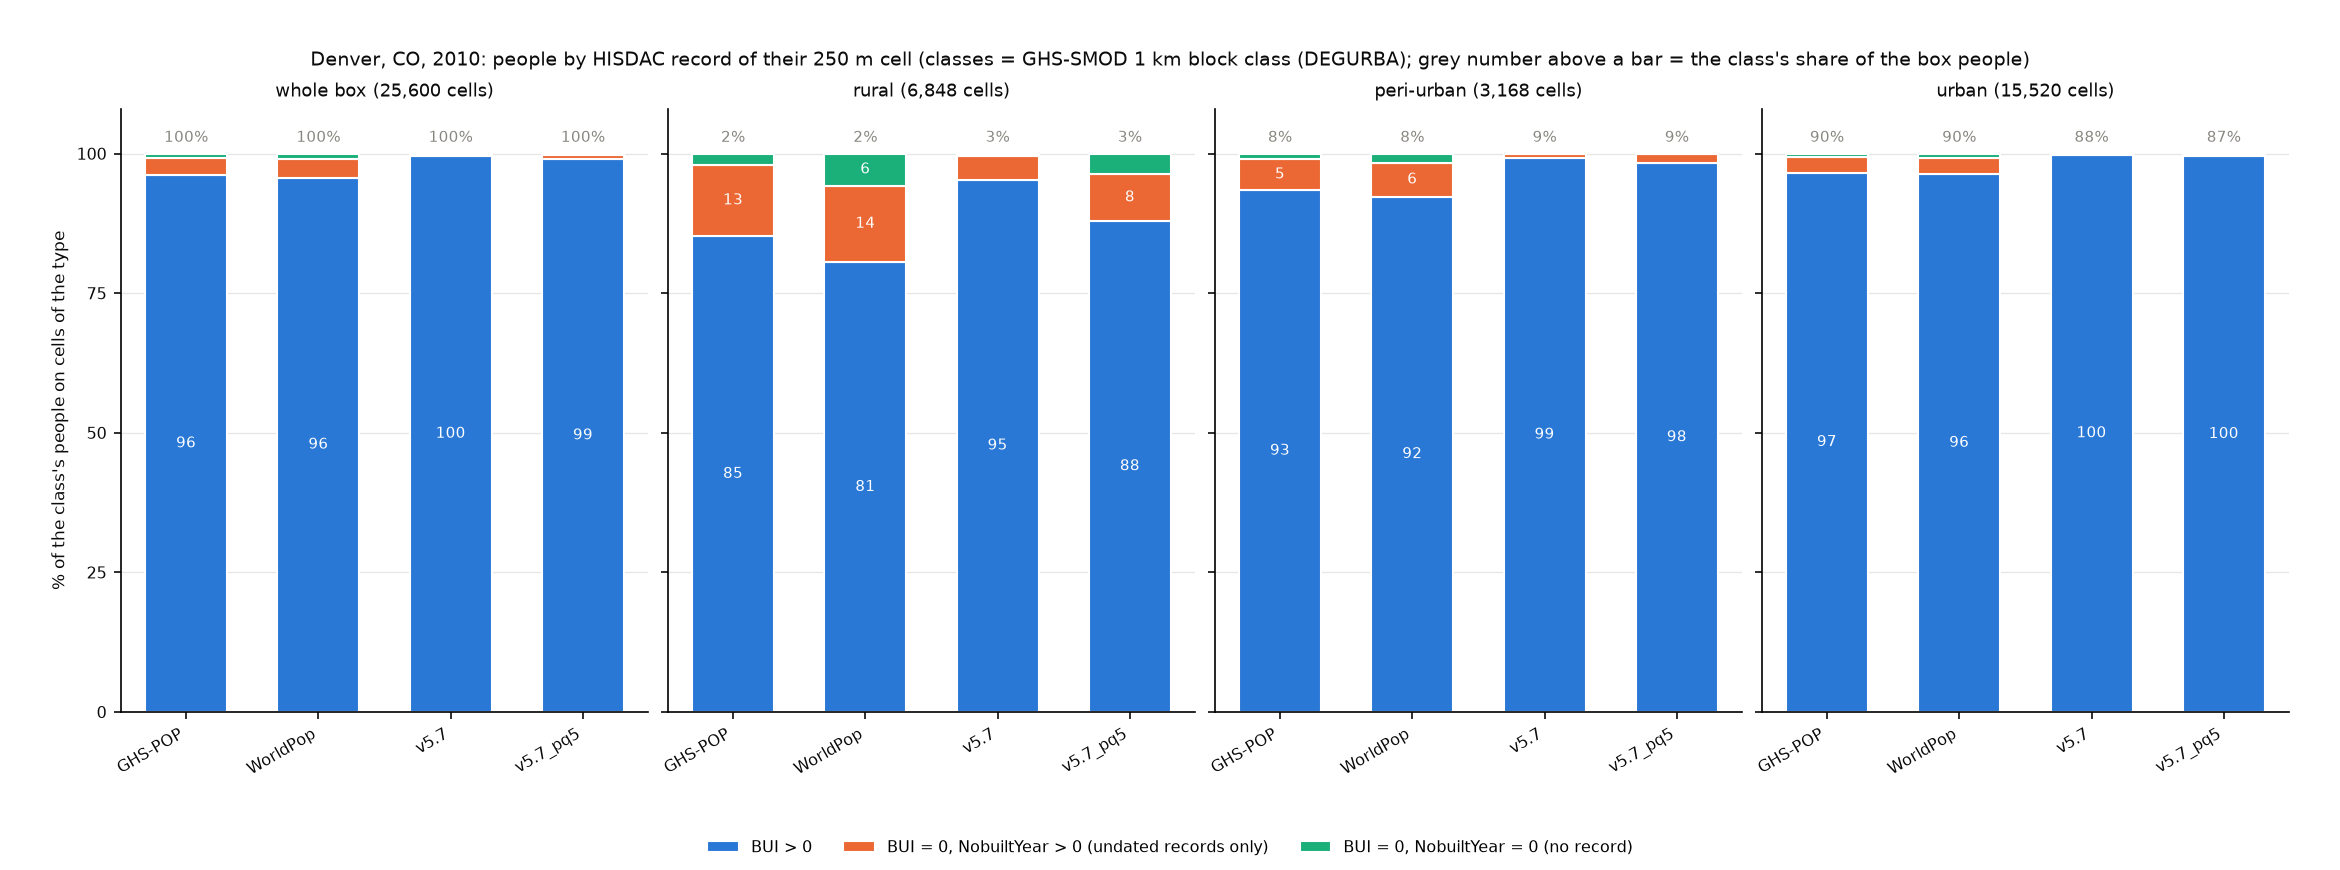 Denver, CO, 2010: people by HISDAC record of their 250 m cell (classes = GHS-SMOD 1 km block class (DEGURBA); grey number above a bar = the class's share of the box people)
whole box (25,600 cells)
rural (6,848 cells)
peri-urban (3,168 cells)
urban (15,520 cells)
% of the class's people on cells of the type
100
75
50
25
0
100% 100% 100% 100%
96 96 100 99
GHS-POP WorldPop v5.7 v5.7_pq5
2% 2% 3% 3%
6
13 14 8
85 81 95 88
GHS-POP WorldPop v5.7 v5.7_pq5
8% 8% 9% 9%
5 6
93 92 99 98
GHS-POP WorldPop v5.7 v5.7_pq5
90% 90% 88% 87%
97 96 100 100
GHS-POP WorldPop v5.7 v5.7_pq5
BUI > 0
BUI = 0, NobuiltYear > 0 (undated records only)
BUI = 0, NobuiltYear = 0 (no record)